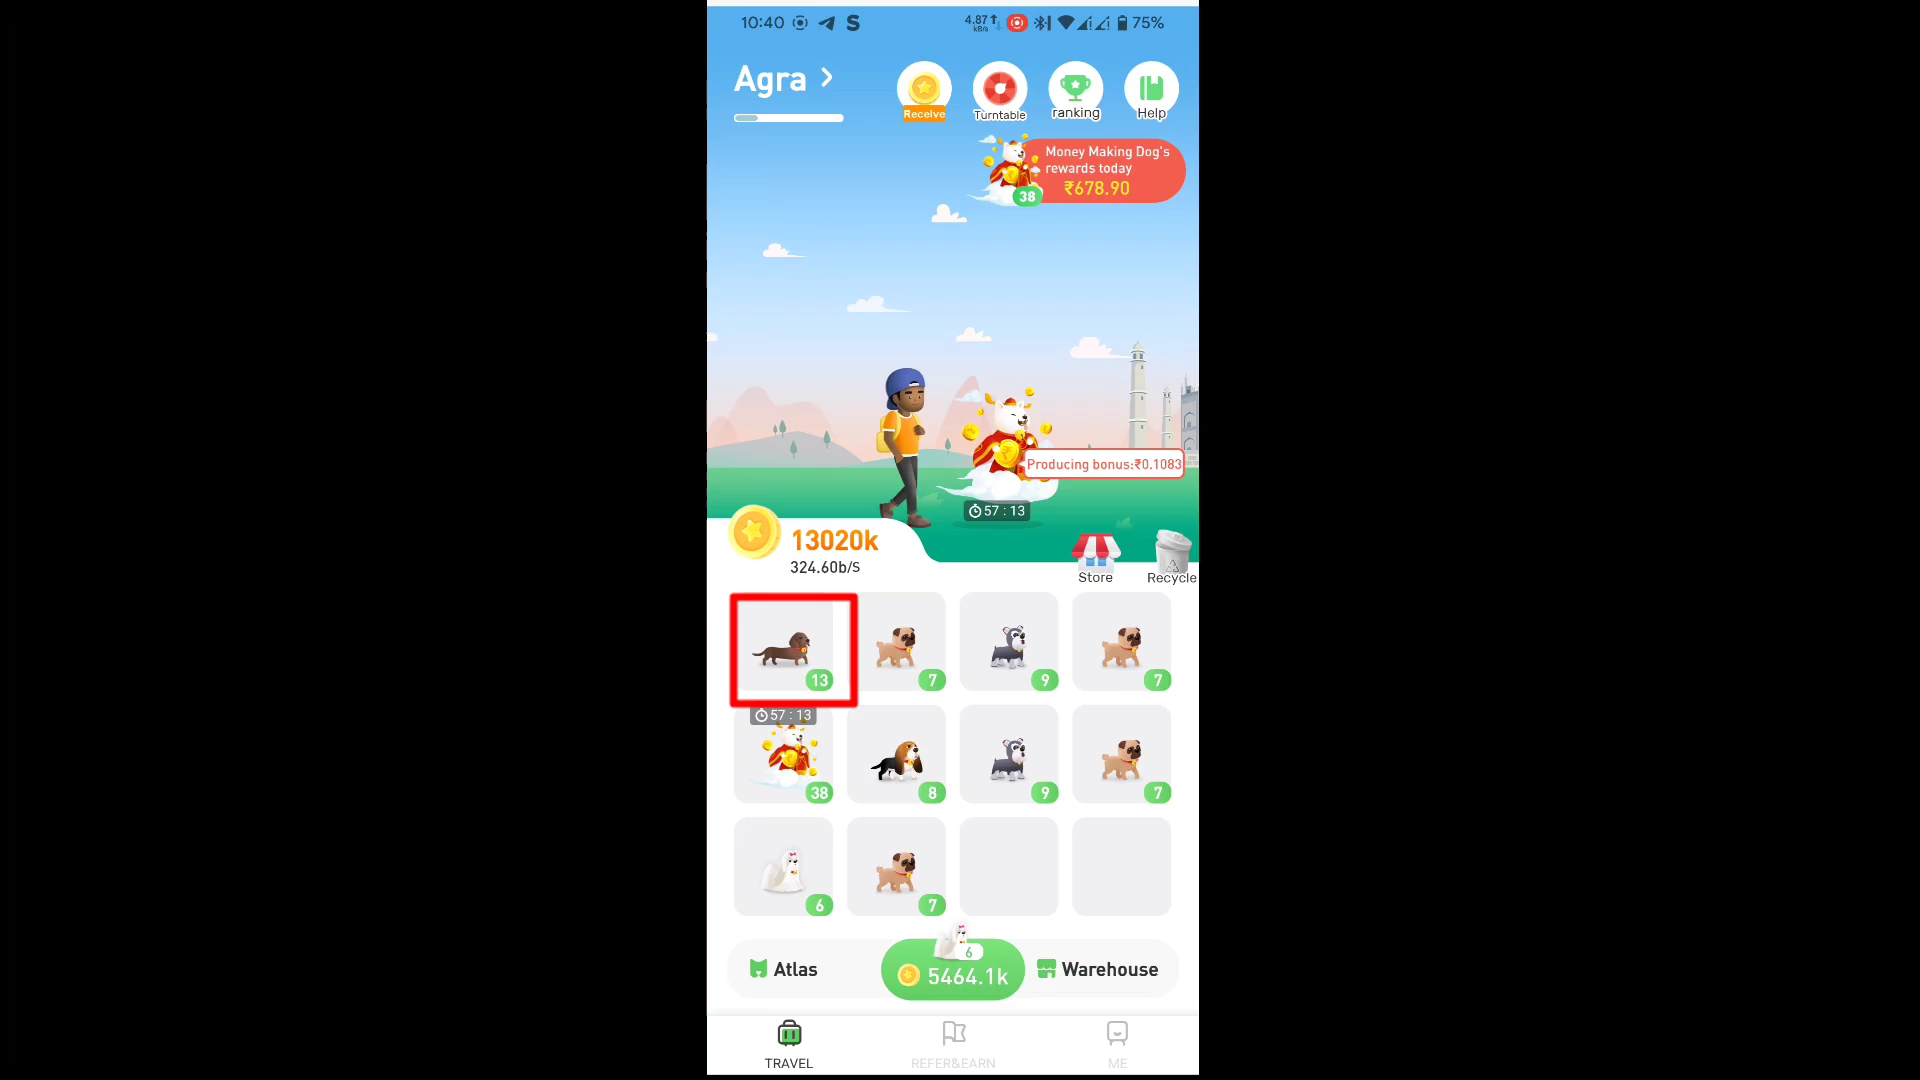 10:40
S
4.87
kB/s
75%
Agra
Receive
Turntable
ranking
Help
Money Making Dog's
rewards today
₹678.90
38
Producing bonus:₹0.1083
57 : 13
13020k
324.60b/S
Store
Recycle
13
7
9
7
57 : 13
38
8
9
7
6
7
6
Atlas
5464.1k
Warehouse
TRAVEL
REFER&EARN
ME